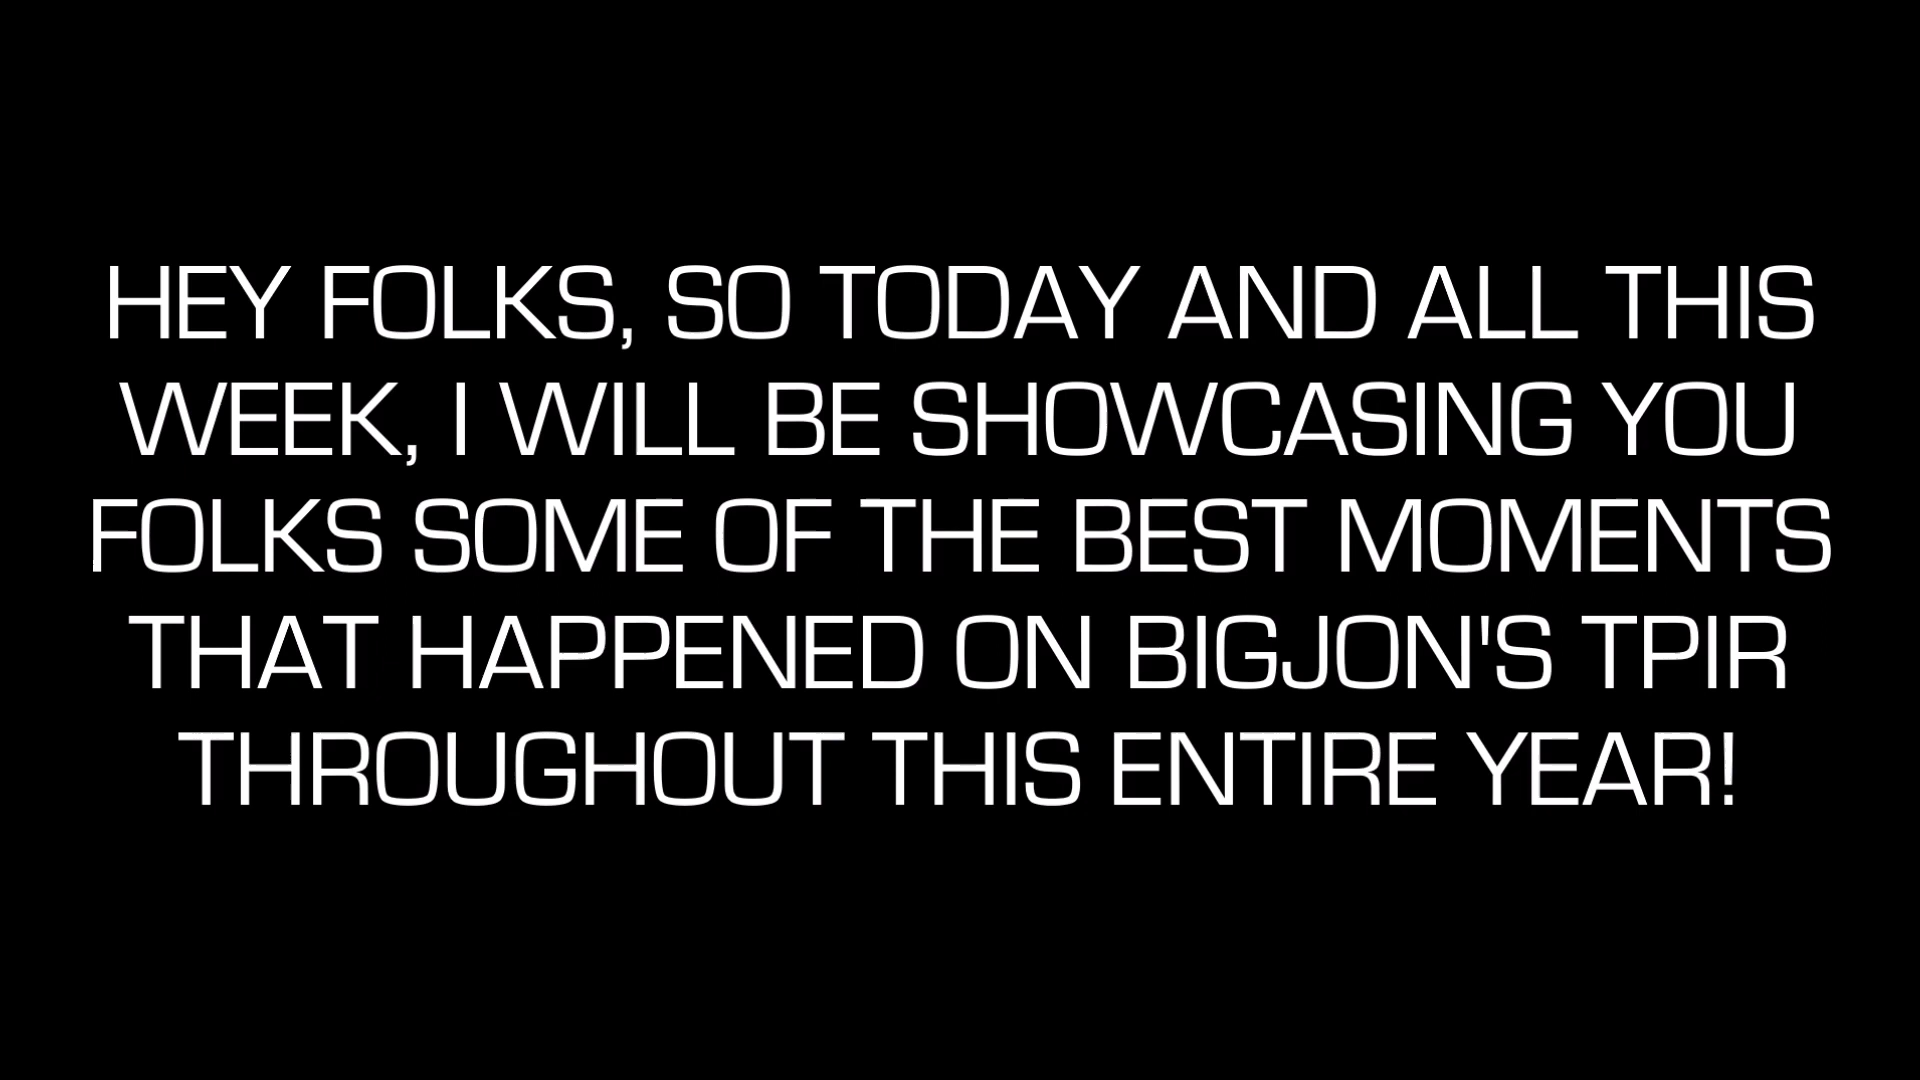 HEY FOLKS, SO TODAY AND ALL THIS
WEEK, I WILL BE SHOWCASING YOU
FOLKS SOME OF THE BEST MOMENTS
THAT HAPPENED ON BIGJON'S TPIR
THROUGHOUT THIS ENTIRE YEAR!